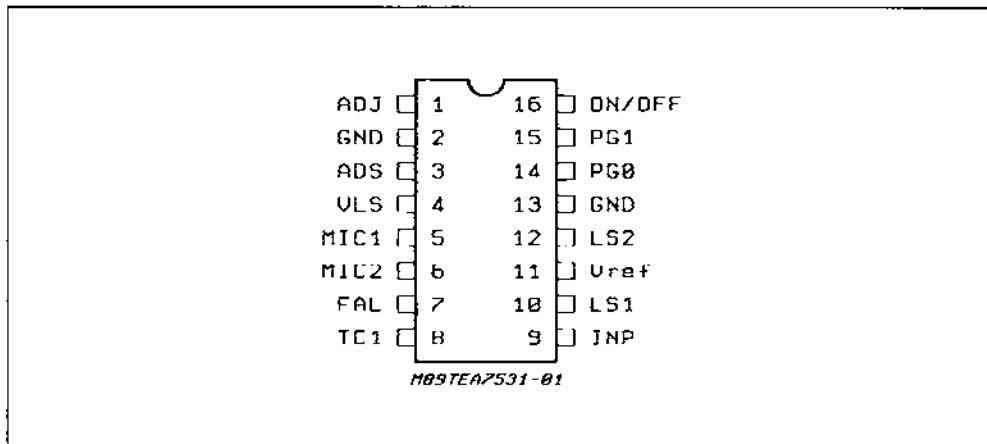 ADJ 1 16 ON/OFF
GND 2 15 PG1
ADS 3 14 PG0
VLS 4 13 GND
MIC1 5 12 LS2
MIC2 6 11 Vref
FAL 7 10 LS1
TC1 8 9 INP
M89TEA7531-01